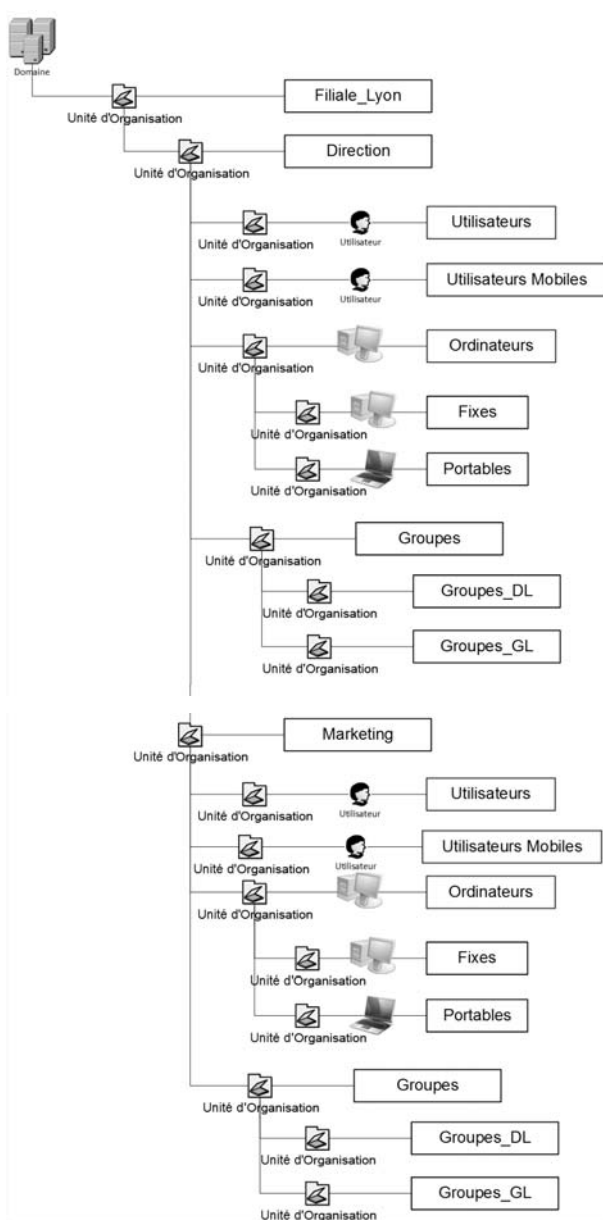 Domaine
Filiale_Lyon
Unité d'Organisation
Direction
Unité d'Organisation
Utilisateurs
Unité d'Organisation
Utilisateur
Utilisateurs Mobiles
Unité d'Organisation
Utilisateur
Ordinateurs
Unité d'Organisation
Fixes
Unité d'Organisation
Portables
Unité d'Organisation
Groupes
Unité d'Organisation
Groupes_DL
Unité d'Organisation
Groupes_GL
Unité d'Organisation
Marketing
Unité d'Organisation
Utilisateurs
Unité d'Organisation
Utilisateur
Utilisateurs Mobiles
Unité d'Organisation
Utilisateur
Ordinateurs
Unité d'Organisation
Fixes
Unité d'Organisation
Portables
Unité d'Organisation
Groupes
Unité d'Organisation
Groupes_DL
Unité d'Organisation
Groupes_GL
Unité d'Organisation